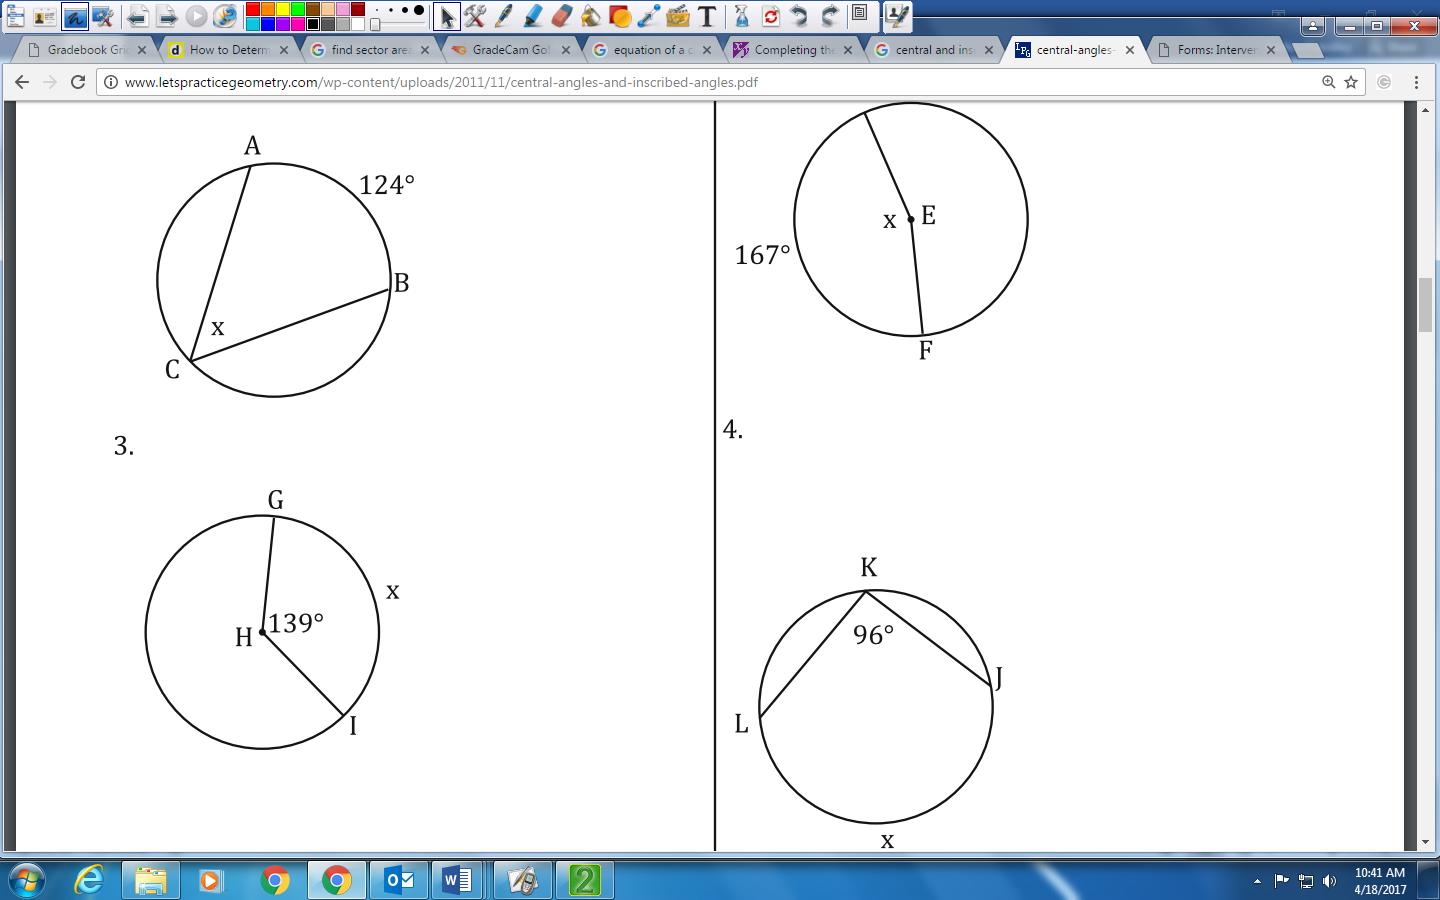 T
Gradebook Gri
How to Determ
find sector area
GradeCam Go!
equation of a c
Completing the
central and ins
central-angles-
Forms: Interven
www.letspracticegeometry.com/wp-content/uploads/2011/11/central-angles-and-inscribed-angles.pdf
A
124°
B
x
C
E
x
167°
F
3.
4.
G
x
139°
H
I
K
96°
J
L
x
10:41 AM
4/18/2017